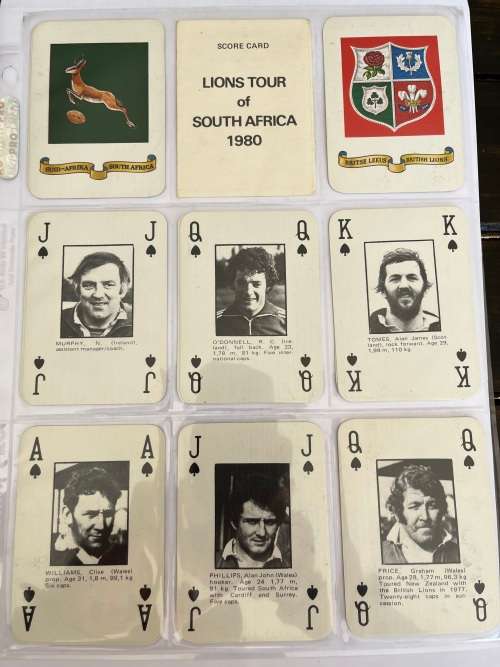 SUID-AFRIKA SOUTH AFRICA
SCORE CARD
LIONS TOUR
of
SOUTH AFRICA
1980
BRITSE LEEUS BRITISH LIONS
J J
MURPHY, N. (Ireland),
assistant manager/coach.
J J
Q Q
O'DONNELL, R. C. (Ire-
land), full back. Age 23,
1,78 m, 81 kg. Five inter-
national caps.
Q Q
K K
TOMES, Alan James (Scot-
land), lock forward. Age 29,
1,98 m, 110 kg.
K K
A A
WILLIAMS, Clive (Wales)
prop. Age 31, 1,8 m, 99,1 kg
Six caps.
A A
J J
PHILLIPS, Alan John (Wales)
hooker. Age 24 1,77 m,
91 kg. Toured South Africa
with Cardiff and Surrey.
Five caps.
J J
Q Q
PRICE, Graham (Wales)
prop. Age 28, 1,77 m, 96,3 kg
Toured New Zealand with
the British Lions in 1977.
Twenty-eight caps in suc-
cession.
Q Q